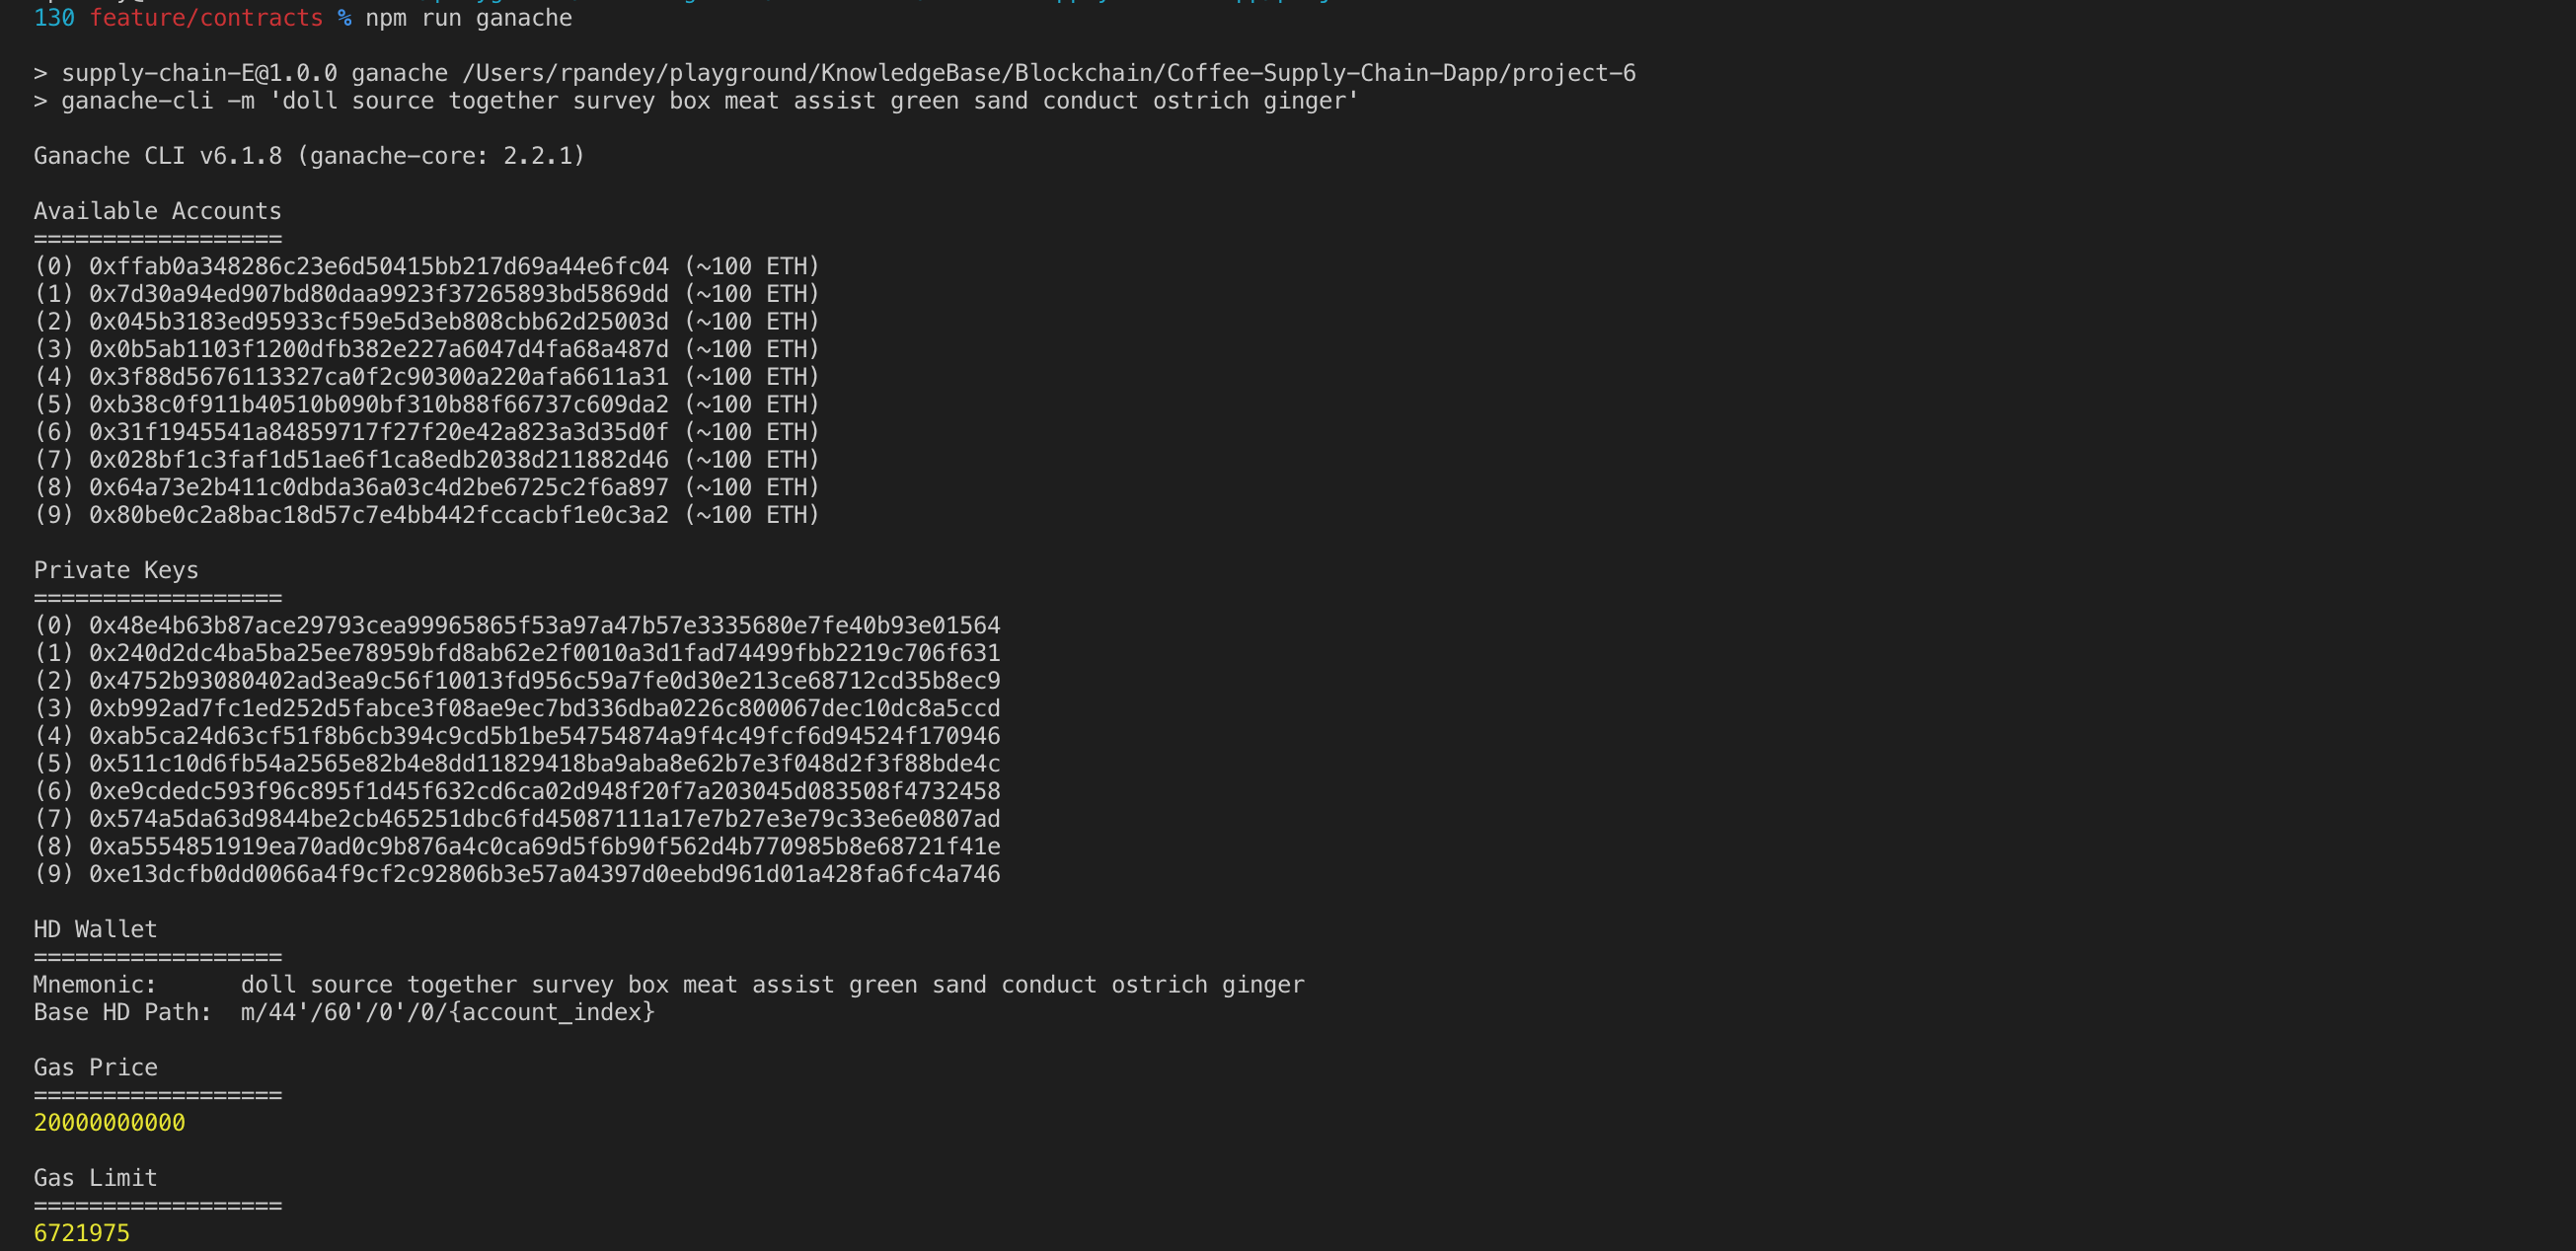 130 feature/contracts % npm run ganache
> supply-chain-E@1.0.0 ganache /Users/rpandey/playground/KnowledgeBase/Blockchain/Coffee-Supply-Chain-Dapp/project-6
> ganache-cli -m 'doll source together survey box meat assist green sand conduct ostrich ginger'
Ganache CLI v6.1.8 (ganache-core: 2.2.1)
Available Accounts
==================
(0) 0xffab0a348286c23e6d50415bb217d69a44e6fc04 (~100 ETH)
(1) 0x7d30a94ed907bd80daa9923f37265893bd5869dd (~100 ETH)
(2) 0x045b3183ed95933cf59e5d3eb808cbb62d25003d (~100 ETH)
(3) 0x0b5ab1103f1200dfb382e227a6047d4fa68a487d (~100 ETH)
(4) 0x3f88d5676113327ca0f2c90300a220afa6611a31 (~100 ETH)
(5) 0xb38c0f911b40510b090bf310b88f66737c609da2 (~100 ETH)
(6) 0x31f1945541a84859717f27f20e42a823a3d35d0f (~100 ETH)
(7) 0x028bf1c3faf1d51ae6f1ca8edb2038d211882d46 (~100 ETH)
(8) 0x64a73e2b411c0dbda36a03c4d2be6725c2f6a897 (~100 ETH)
(9) 0x80be0c2a8bac18d57c7e4bb442fccacbf1e0c3a2 (~100 ETH)
Private Keys
==================
(0) 0x48e4b63b87ace29793cea99965865f53a97a47b57e3335680e7fe40b93e01564
(1) 0x240d2dc4ba5ba25ee78959bfd8ab62e2f0010a3d1fad74499fbb2219c706f631
(2) 0x4752b93080402ad3ea9c56f10013fd956c59a7fe0d30e213ce68712cd35b8ec9
(3) 0xb992ad7fc1ed252d5fabce3f08ae9ec7bd336dba0226c800067dec10dc8a5ccd
(4) 0xab5ca24d63cf51f8b6cb394c9cd5b1be54754874a9f4c49fcf6d94524f170946
(5) 0x511c10d6fb54a2565e82b4e8dd11829418ba9aba8e62b7e3f048d2f3f88bde4c
(6) 0xe9cdedc593f96c895f1d45f632cd6ca02d948f20f7a203045d083508f4732458
(7) 0x574a5da63d9844be2cb465251dbc6fd45087111a17e7b27e3e79c33e6e0807ad
(8) 0xa5554851919ea70ad0c9b876a4c0ca69d5f6b90f562d4b770985b8e68721f41e
(9) 0xe13dcfb0dd0066a4f9cf2c92806b3e57a04397d0eebd961d01a428fa6fc4a746
HD Wallet
==================
Mnemonic:      doll source together survey box meat assist green sand conduct ostrich ginger
Base HD Path:  m/44'/60'/0'/0/{account_index}
Gas Price
==================
20000000000
Gas Limit
==================
6721975